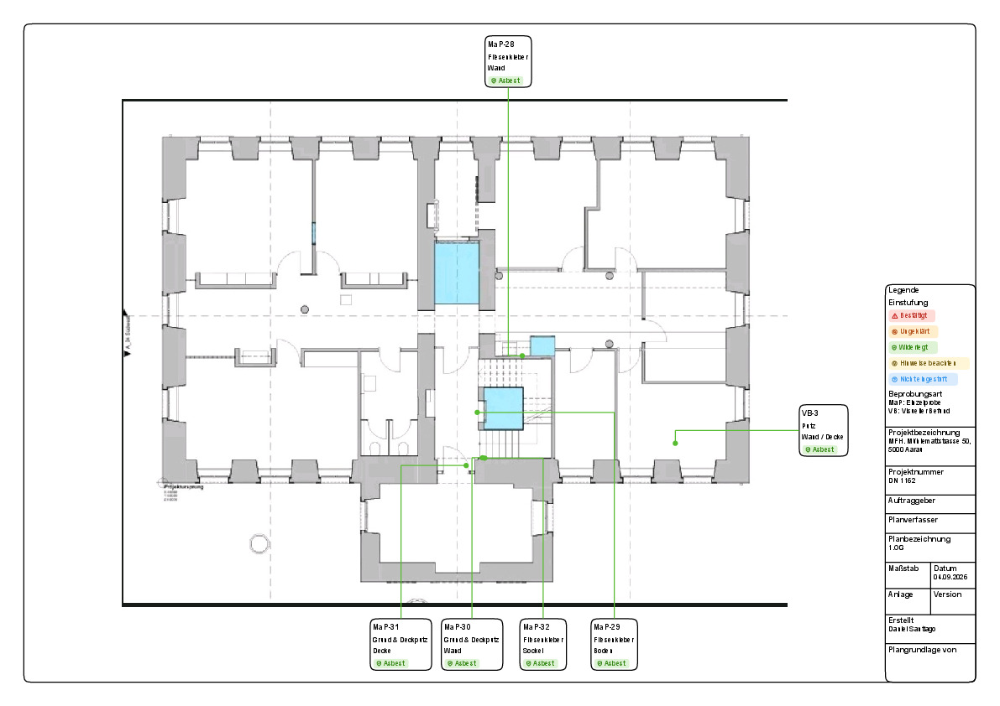 MaP-28
Fliesenkleber
Wand
Asbest
A_04 Südwest
Projektursprung
VB-3
Putz
Wand / Decke
Asbest
MaP-31
Grund & Deckputz
Decke
Asbest
MaP-30
Grund & Deckputz
Wand
Asbest
MaP-32
Fliesenkleber
Sockel
Asbest
MaP-29
Fliesenkleber
Boden
Asbest
Legende
Einstufung
Bestätigt
Ungeklärt
Widerlegt
Hinweise beachten
Nicht eingestuft
Beprobungsart
MaP: Einzelprobe
VB: Visueller Befund
Projektbezeichnung
MFH. Mühlemattstrasse 50,
5000 Aarau
Projektnummer
DN 1162
Auftraggeber
Planverfasser
Planbezeichnung
1.OG
Maßstab
Datum
04.09.2026
Anlage
Version
Erstellt
Daniel Santiago
Plangrundlage von